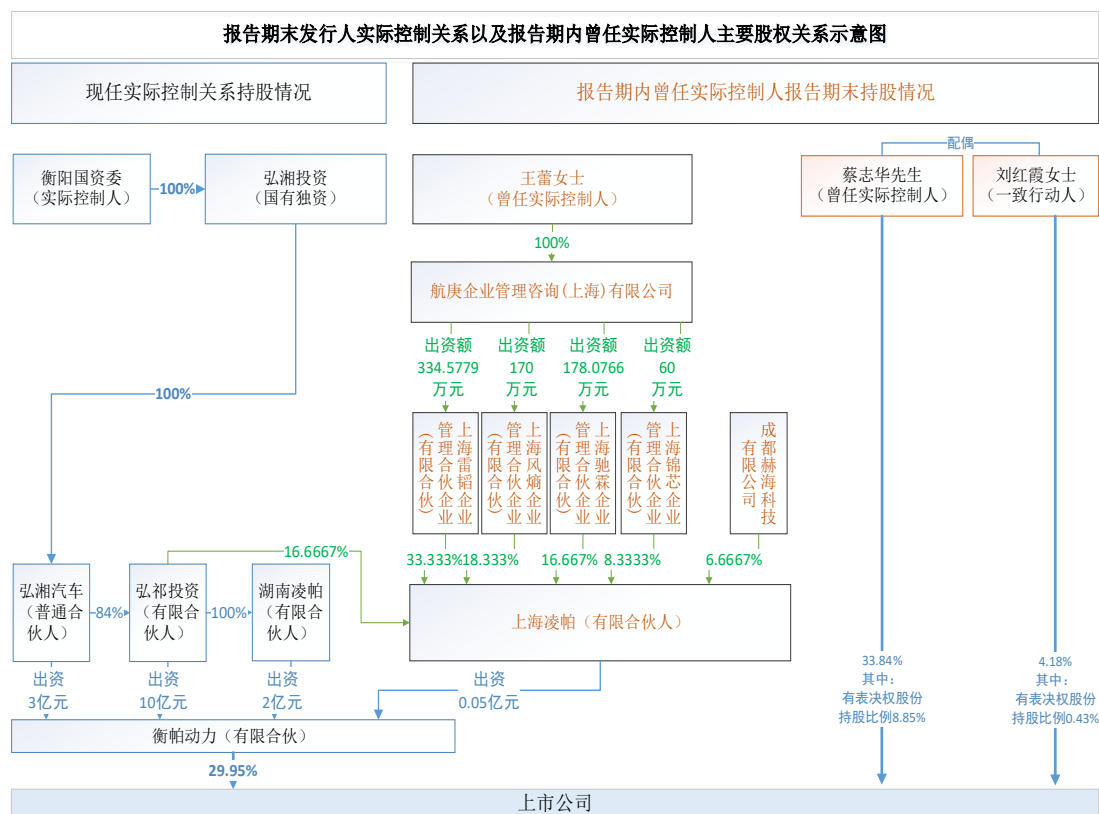 报告期末发行人实际控制关系以及报告期内曾任实际控制人主要股权关系示意图
现任实际控制关系持股情况
报告期内曾任实际控制人报告期末持股情况
配偶
衡阳国资委
（实际控制人）
100%
弘湘投资
（国有独资）
王蕾女士
（曾任实际控制人）
蔡志华先生
（曾任实际控制人）
刘红霞女士
（一致行动人）
100%
航庚企业管理咨询(上海)有限公司
出资额
334.5779
万元
出资额
170
万元
出资额
178.0766
万元
出资额
60
万元
100%
上海雷韬企业
管理合伙企业
（有限合伙）
上海风熵企业
管理合伙企业
（有限合伙）
上海驰霖企业
管理合伙企业
（有限合伙）
上海锦芯企业
管理合伙企业
（有限合伙）
成都赫海科技
有限公司
16.6667%
33.333%
18.333%
16.667%
8.3333%
6.6667%
弘湘汽车
（普通合
伙人）
84%
弘祁投资
（有限合
伙人）
100%
湖南凌帕
（有限合
伙人）
上海凌帕（有限合伙人）
出资
3亿元
出资
10亿元
出资
2亿元
出资
0.05亿元
33.84%
其中：
有表决权股份
持股比例8.85%
4.18%
其中：
有表决权股份
持股比例0.43%
衡帕动力（有限合伙）
29.95%
上市公司